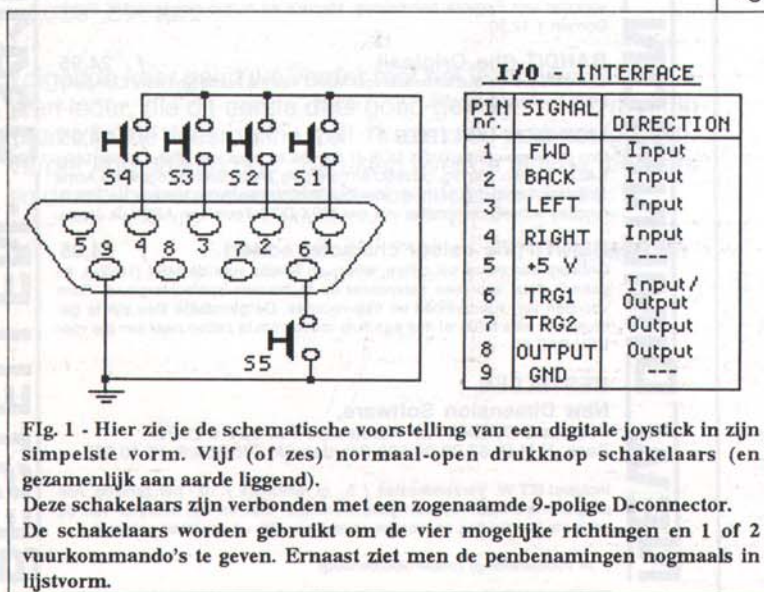 S4 S3 S2 S1
5 4 3 2 1
9 8 7 6
S5
I/O - INTERFACE
PIN nr. SIGNAL DIRECTION
1 FWD Input
2 BACK Input
3 LEFT Input
4 RIGHT Input
5 +5 V ---
6 TRG1 Input/Output
7 TRG2 Output
8 OUTPUT Output
9 GND ---
FIg. 1 - Hier zie je de schematische voorstelling van een digitale joystick in zijn
simpelste vorm. Vijf (of zes) normaal-open drukknop schakelaars (en
gezamenlijk aan aarde liggend).
Deze schakelaars zijn verbonden met een zogenaamde 9-polige D-connector.
De schakelaars worden gebruikt om de vier mogelijke richtingen en 1 of 2
vuurkommando's te geven. Ernaast ziet men de penbenamingen nogmaals in
lijstvorm.